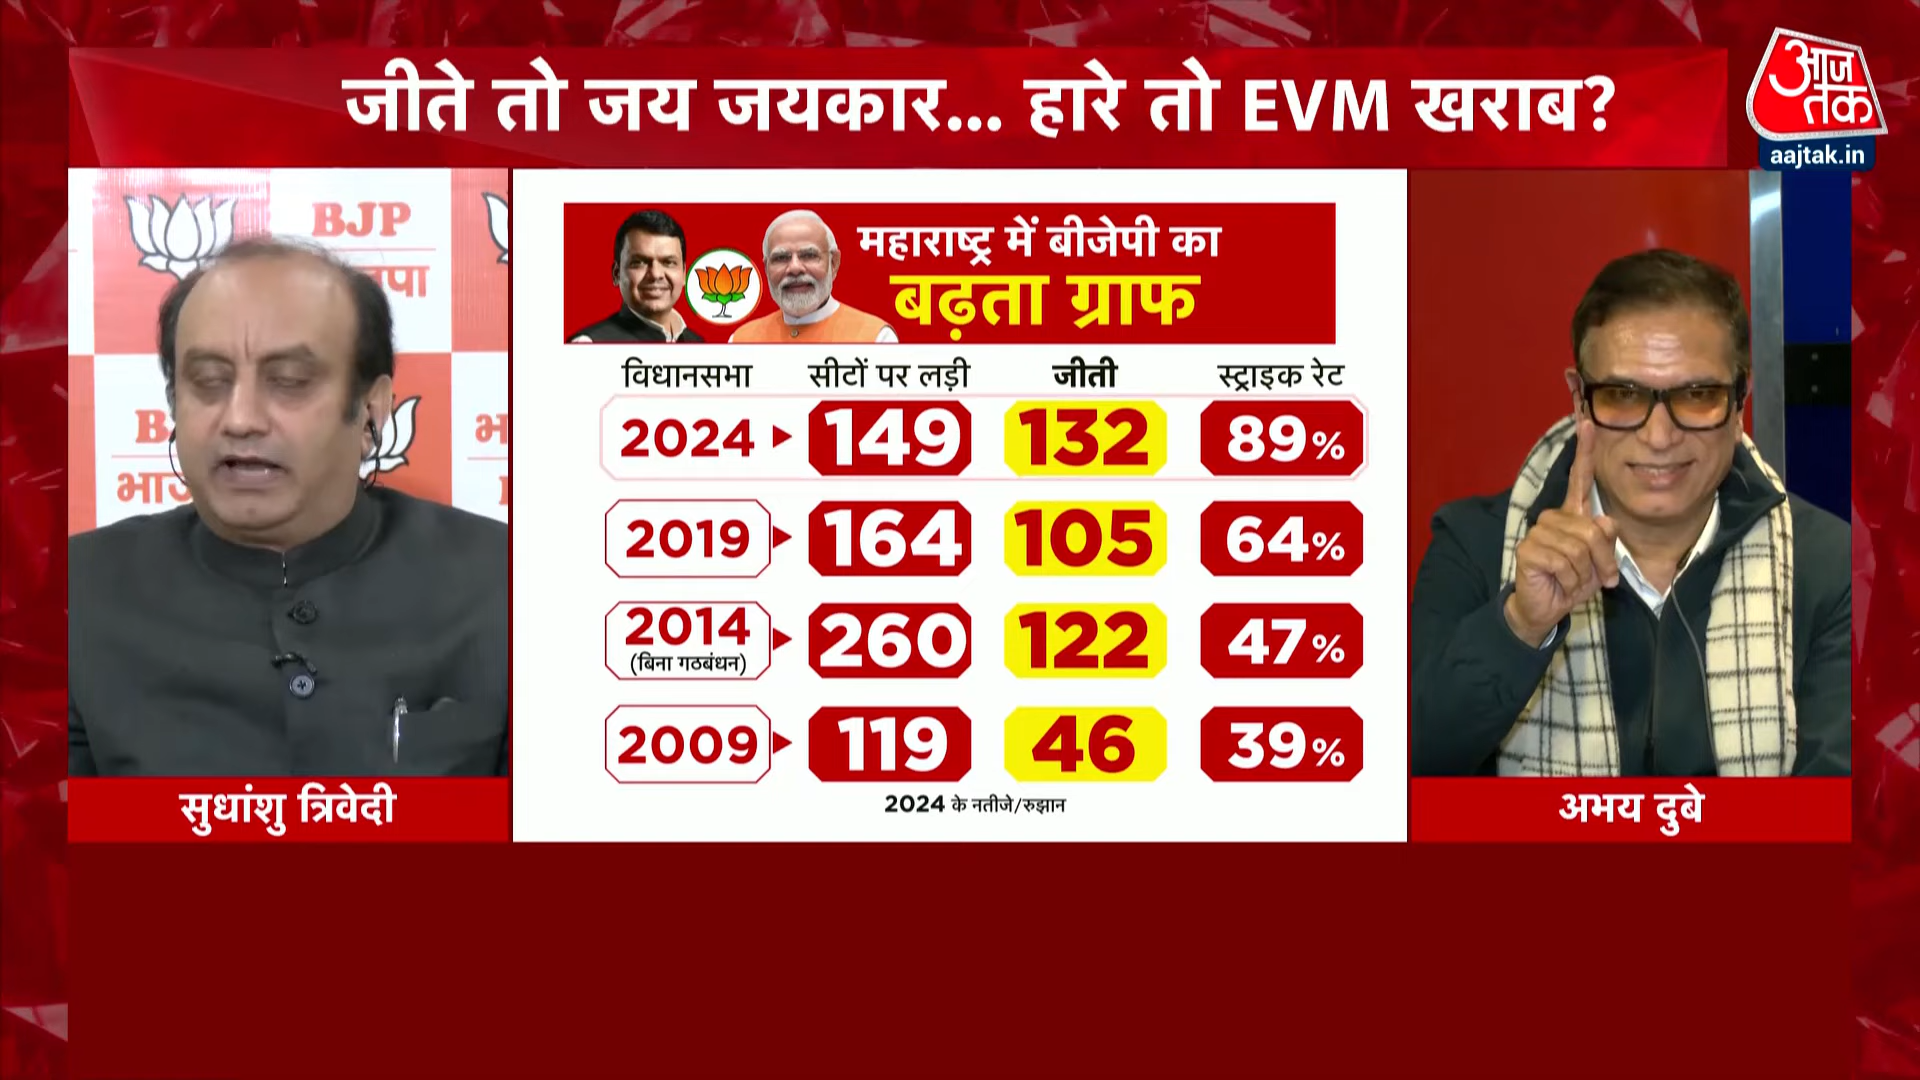 जीते तो जय जयकार... हारे तो EVM खराब?
आज
तक
aajtak.in
BJP
भाजपा
महाराष्ट्र में बीजेपी का
बढ़ता ग्राफ
विधानसभा सीटों पर लड़ी जीती स्ट्राइक रेट
2024 149 132 89%
2019 164 105 64%
2014 260 122 47%
(बिना गठबंधन)
2009 119 46 39%
2024 के नतीजे/रुझान
सुधांशु त्रिवेदी
अभय दुबे